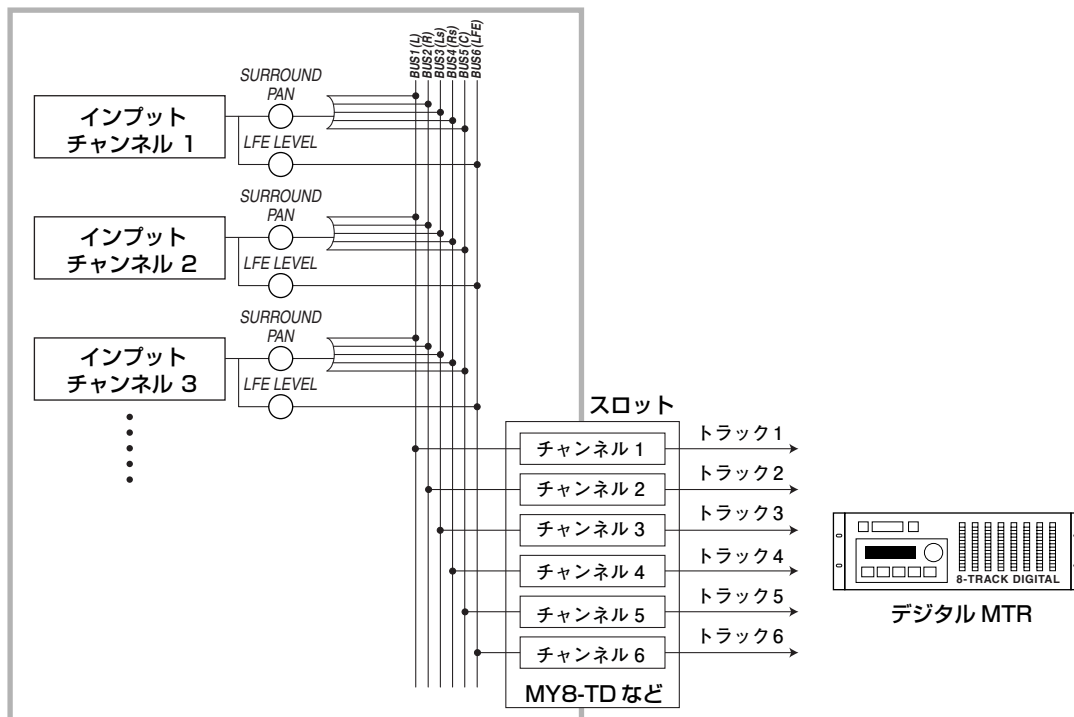 BUS1 (L)
BUS2 (R)
BUS3 (Ls)
BUS4 (Rs)
BUS5 (C)
BUS6 (LFE)
SURROUND
PAN
インプット
チャンネル 1
LFE LEVEL
SURROUND
PAN
インプット
チャンネル 2
LFE LEVEL
SURROUND
PAN
インプット
チャンネル 3
LFE LEVEL
スロット
チャンネル 1
トラック1
チャンネル 2
トラック2
チャンネル 3
トラック3
チャンネル 4
トラック4
チャンネル 5
トラック5
チャンネル 6
トラック6
MY8-TD など
8-TRACK DIGITAL
デジタル MTR